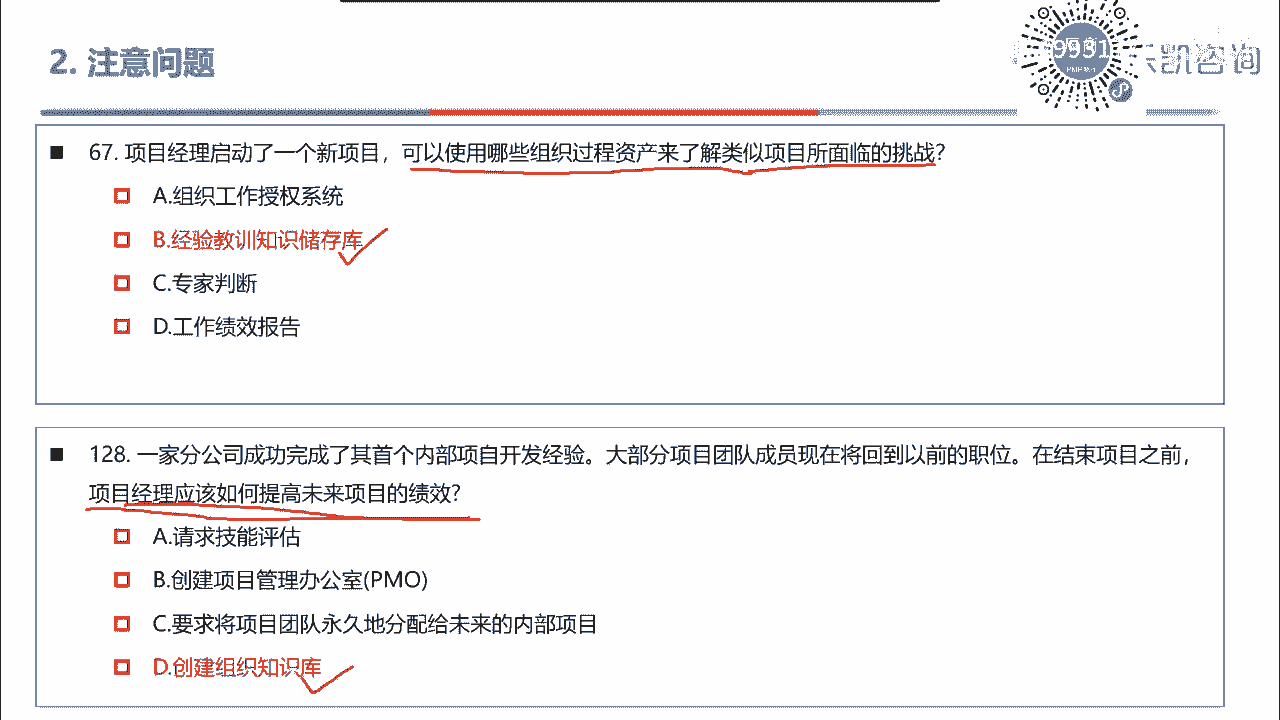 2. 注意问题
凯咨询
67. 项目经理启动了一个新项目，可以使用哪些组织过程资产来了解类似项目所面临的挑战?
A.组织工作授权系统
B.经验教训知识储存库
C.专家判断
D.工作绩效报告
128. 一家分公司成功完成了其首个内部项自开发经验。大部分项目团队成员现在将回到以前的职位。在结束项目之前，
项目经理应该如何提高未来项目的绩效?
A.请求技能评估
B.创建项目管理办公室(PMO)
C.要求将项目团队永久地分配给未来的内部项目
D.创建组织知识库